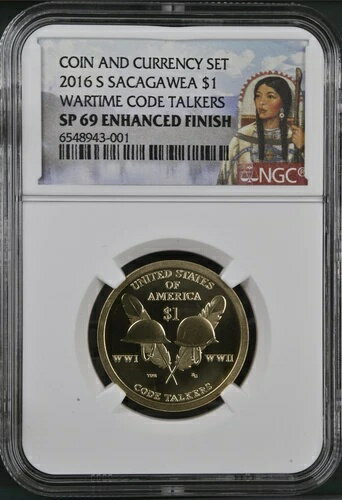 COIN AND CURRENCY SET
2016 S SACAGAWEA $1
WARTIME CODE TALKERS
SP 69 ENHANCED FINISH
6548943-001
NGC®
UNITED STATES
OF
AMERICA
$1
WWI WWII
CODE TALKERS